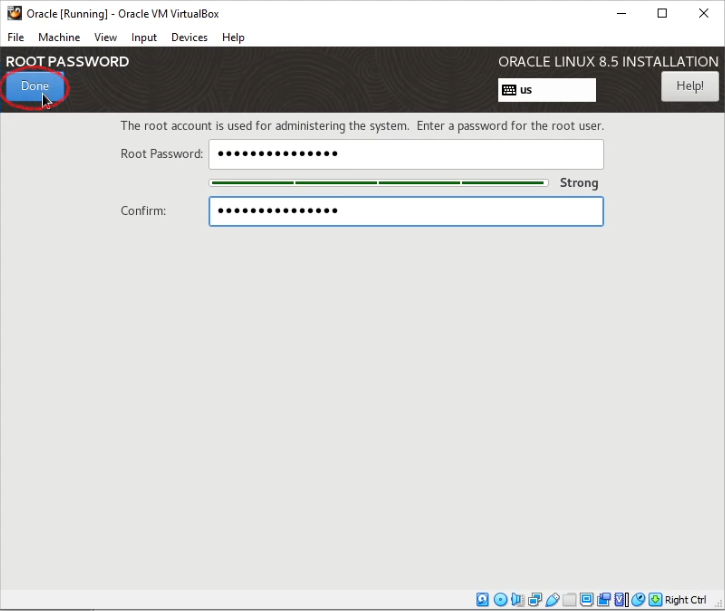 Oracle [Running] - Oracle VM VirtualBox
File Machine View Input Devices Help
ROOT PASSWORD
ORACLE LINUX 8.5 INSTALLATION
Done
us
Help!
The root account is used for administering the system. Enter a password for the root user.
Root Password: •••••••••••••••
Strong
Confirm: •••••••••••••••
Right Ctrl